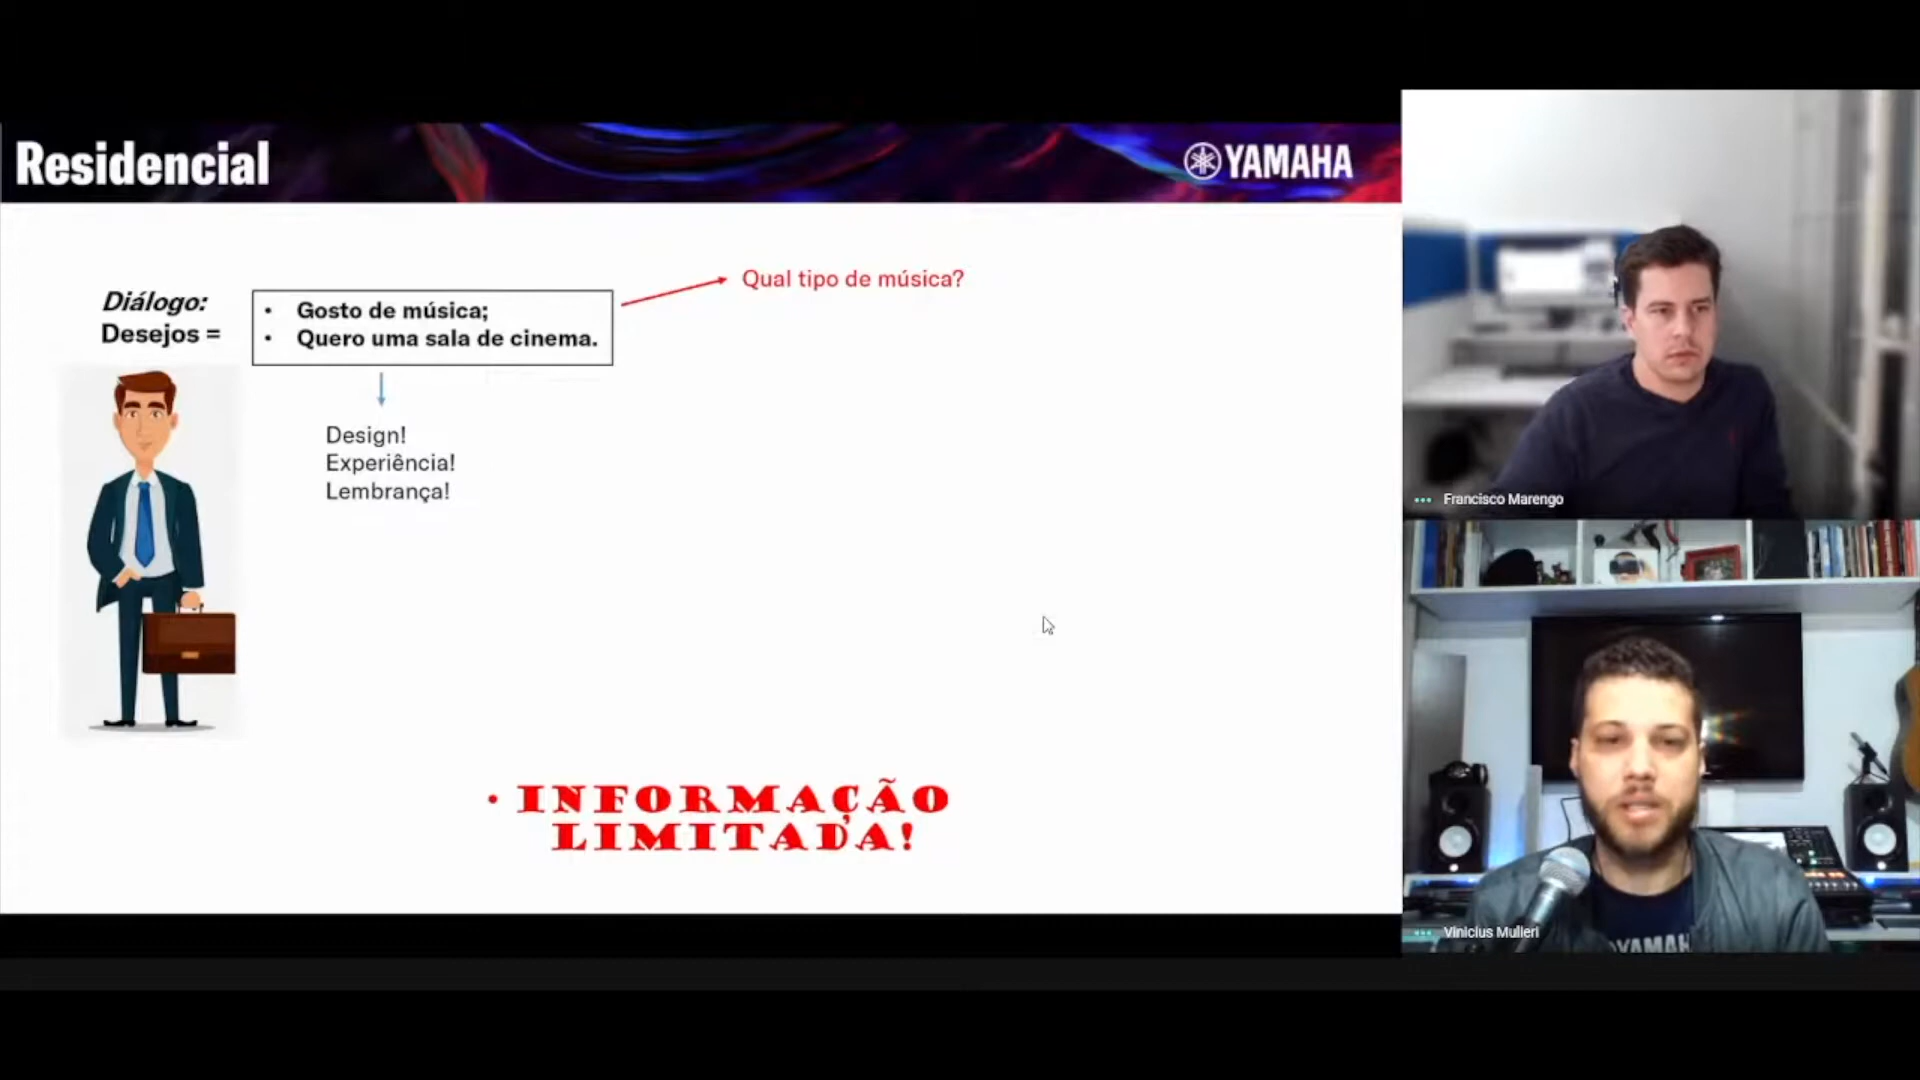 Residencial
YAMAHA
Qual tipo de música?
Diálogo:
Desejos =
• Gosto de música;
• Quero uma sala de cinema.
Design!
Experiência!
Lembrança!
• INFORMAÇÃO
LIMITADA!
Francisco Marengo
Vinicius Mulleri
YAMAH